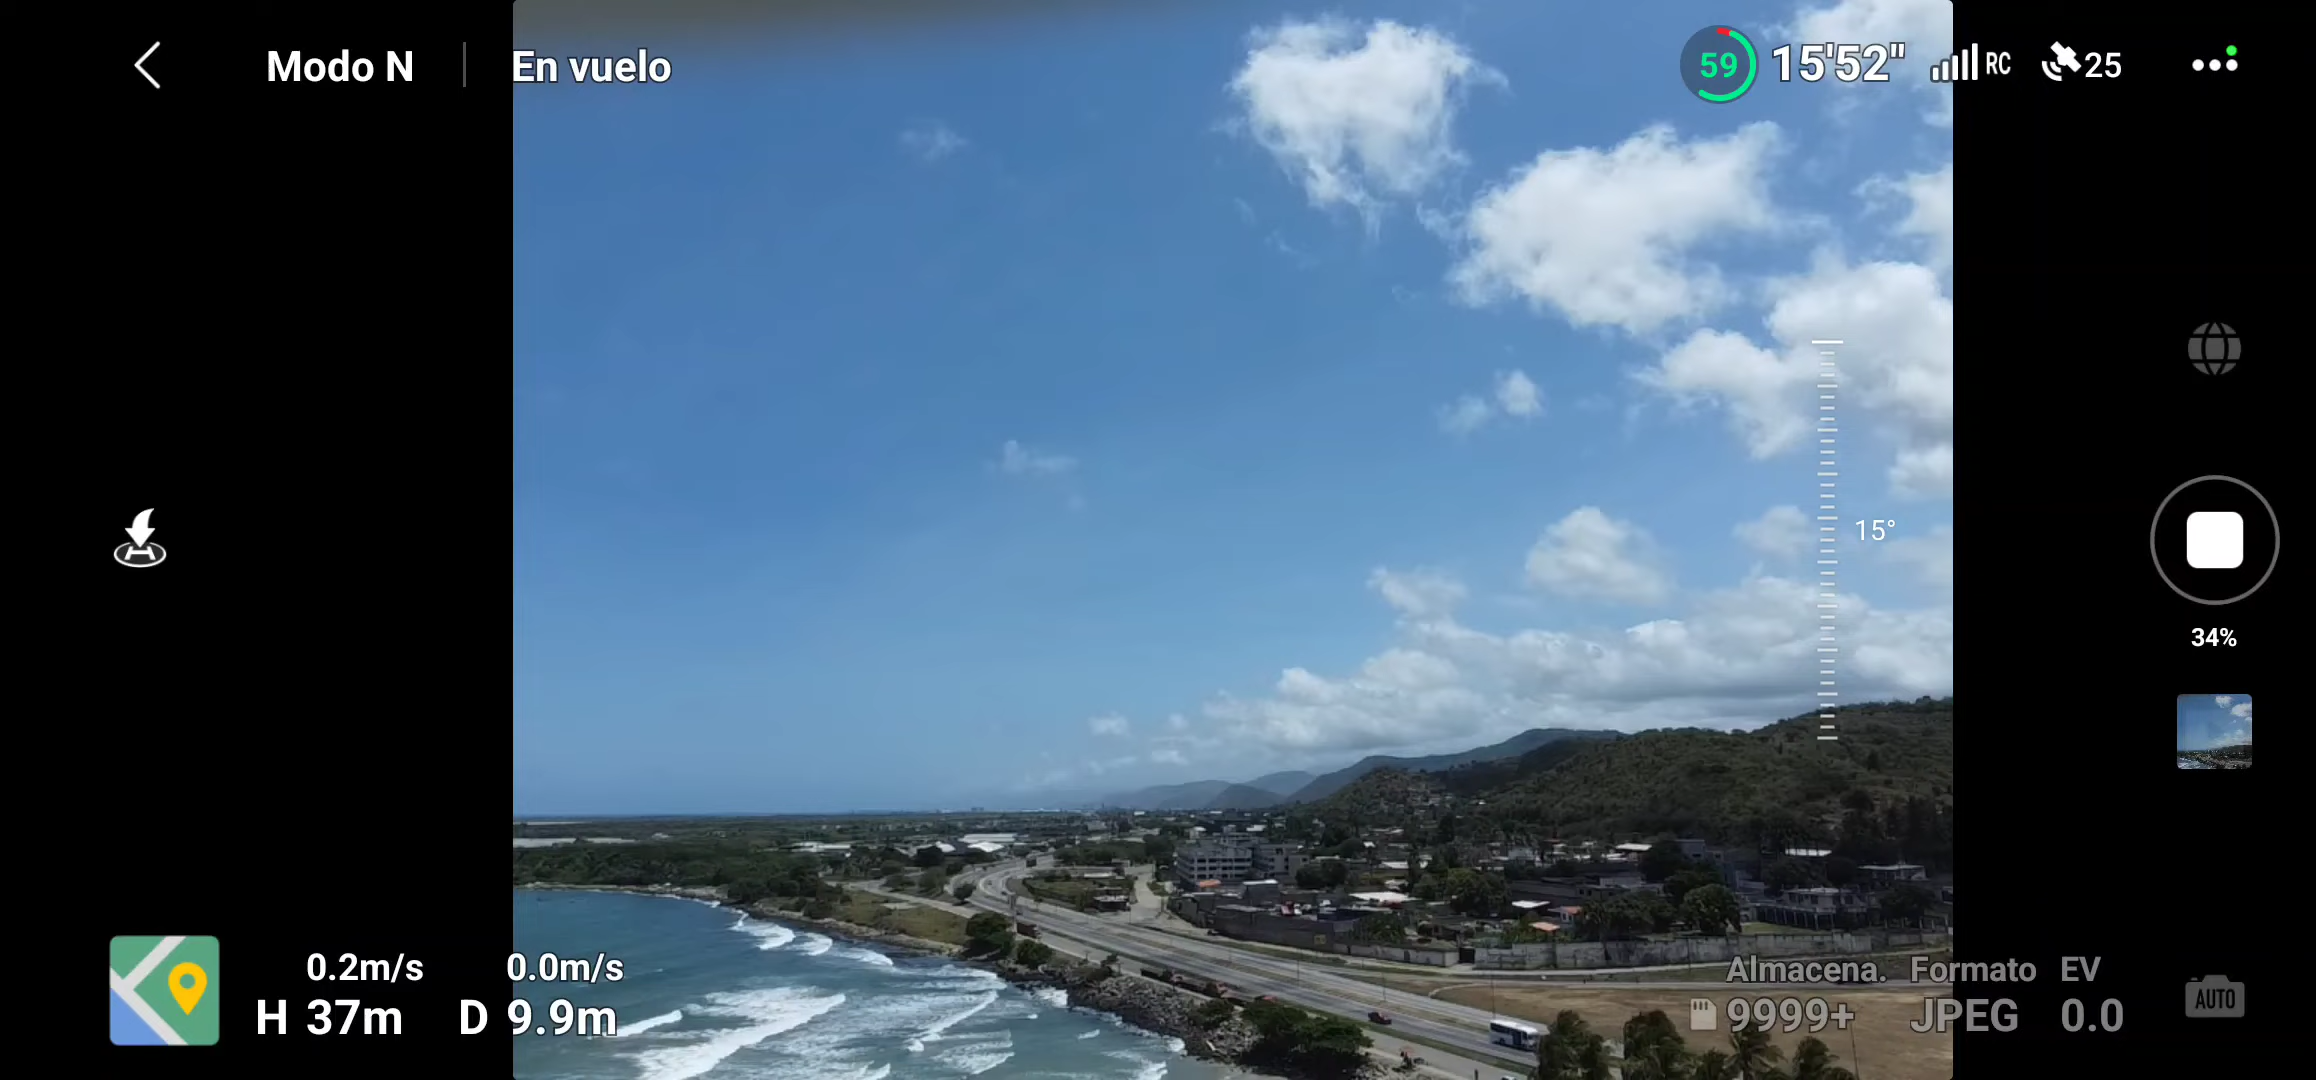 Modo N
En vuelo
59
15'52"
RC
25
15°
34%
0.2m/s
0.0m/s
H 37m
D 9.9m
Almacena.
Formato
EV
9999+
JPEG
0.0
AUTO